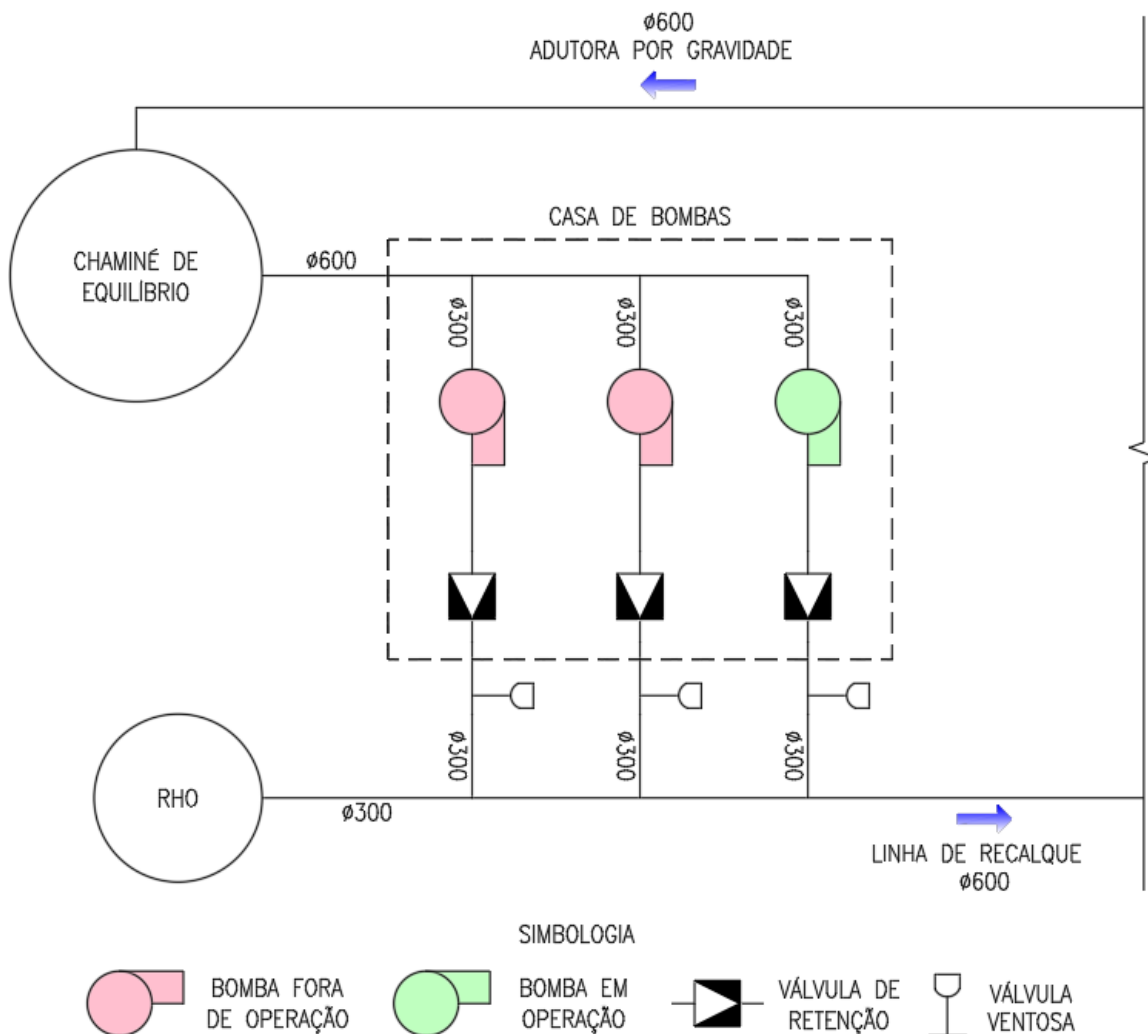 ø600
ADUTORA POR GRAVIDADE
CASA DE BOMBAS
CHAMINÉ DE
EQUILÍBRIO
ø600
ø300
ø300
ø300
ø300
ø300
ø300
RHO
ø300
LINHA DE RECALQUE
ø600
SIMBOLOGIA
BOMBA FORA
DE OPERAÇÃO
BOMBA EM
OPERAÇÃO
VÁLVULA DE
RETENÇÃO
VÁLVULA
VENTOSA